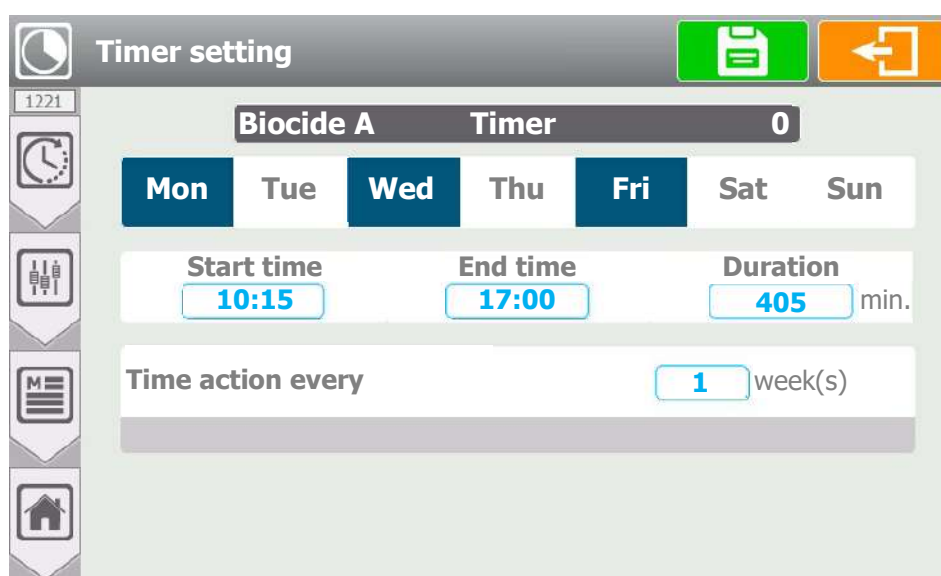 Timer setting
1221
Biocide A Timer 0
Mon Tue Wed Thu Fri Sat Sun
Start time End time Duration
10:15 17:00 405 min.
M
Time action every 1 week(s)